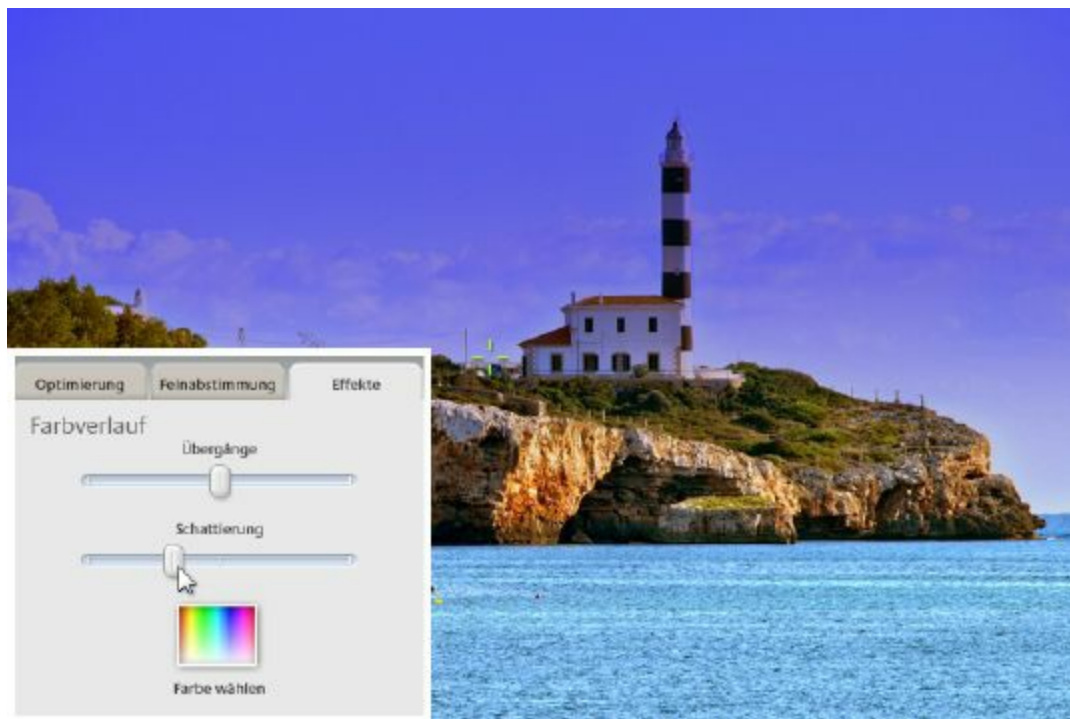 Optimierung Feinabstimmung Effekte
Farbverlauf
Übergänge
Schattierung
Farbe wählen